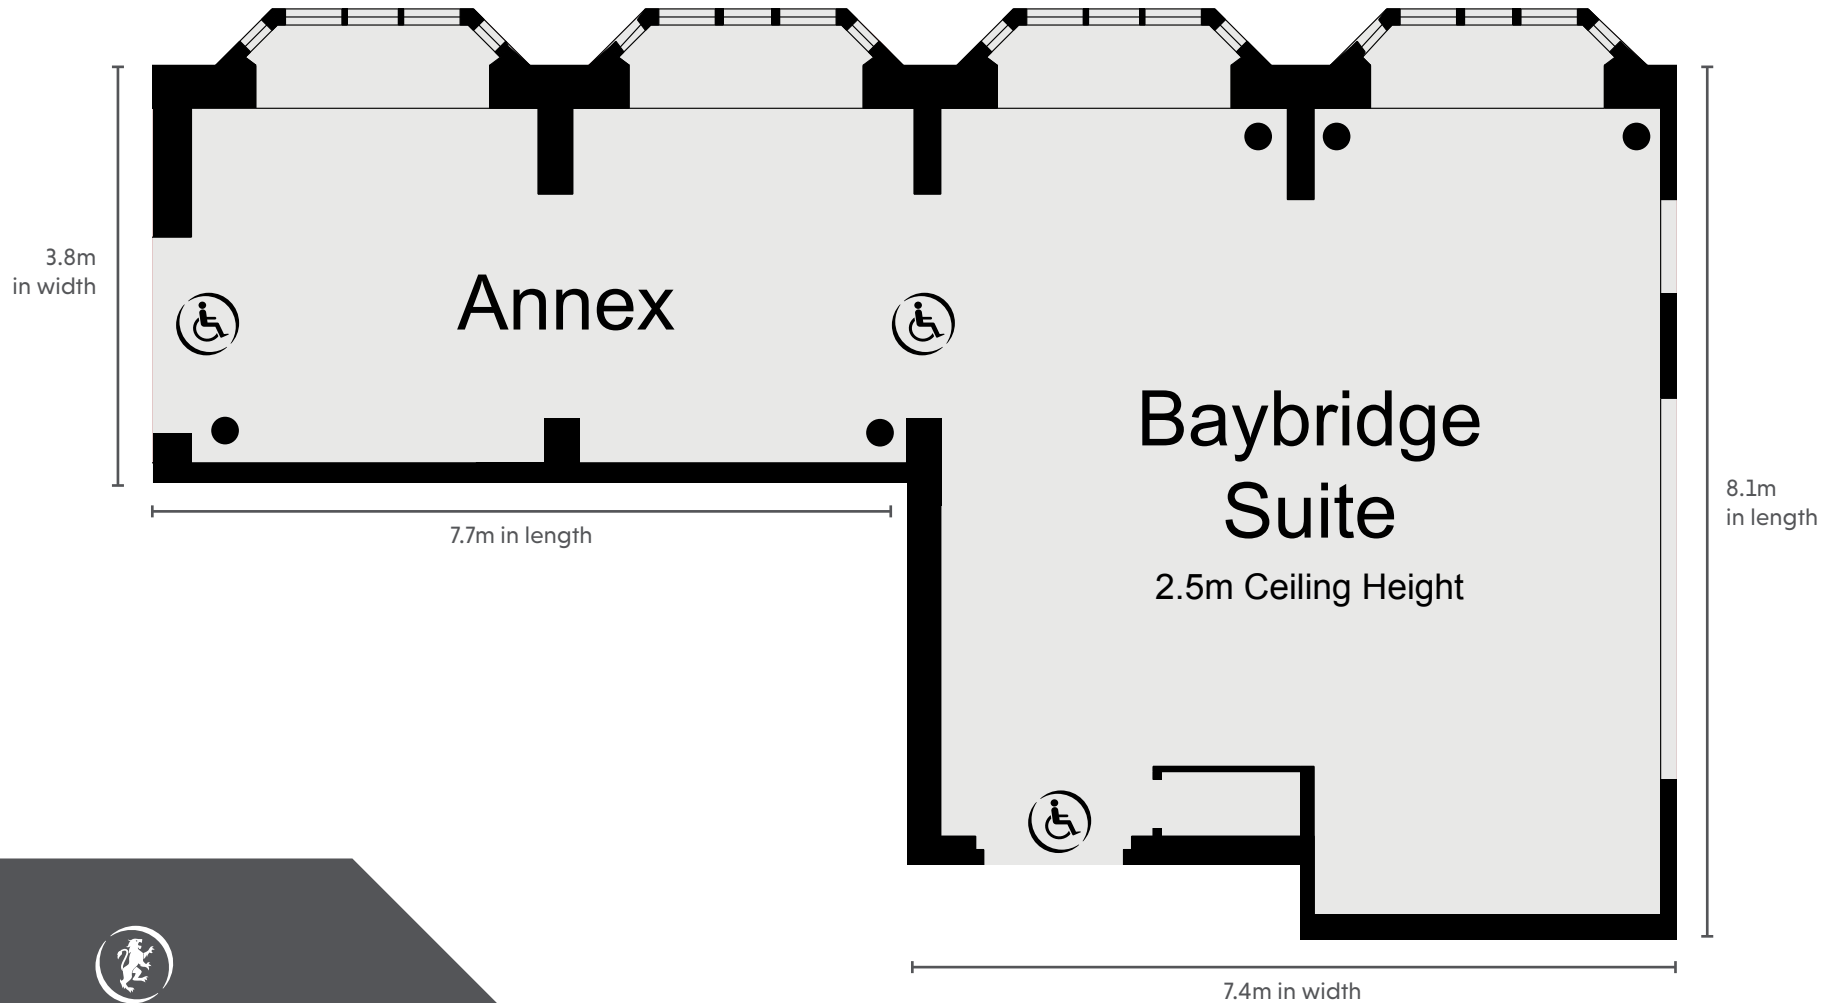 3.8m
in width
Annex
Baybridge
Suite
2.5m Ceiling Height
7.7m in length
8.1m
in length
7.4m in width